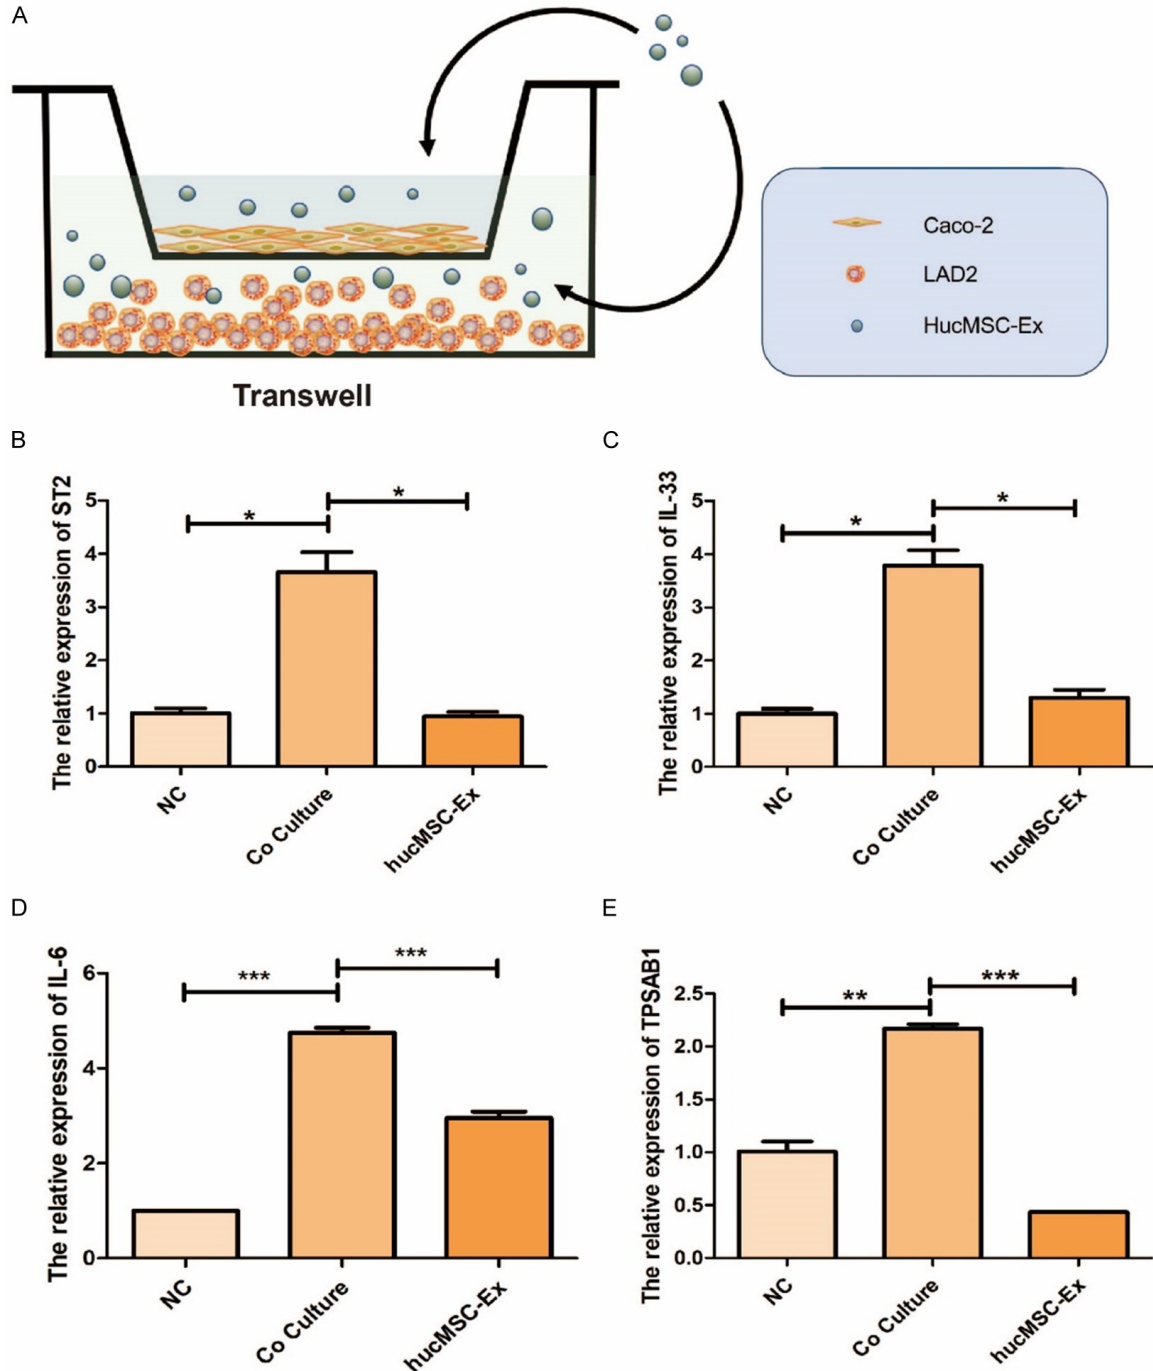 A
Caco-2
LAD2
HucMSC-Ex
Transwell
B
The relative expression of ST2
5
4
3
2
1
0
*
*
NC
Co Culture
hucMSC-Ex
C
The relative expression of IL-33
5
4
3
2
1
0
*
*
NC
Co Culture
hucMSC-Ex
D
The relative expression of IL-6
6
4
2
0
***
***
NC
Co Culture
hucMSC-Ex
E
The relative expression of TPSAB1
2.5
2.0
1.5
1.0
0.5
0.0
**
***
NC
Co Culture
hucMSC-Ex